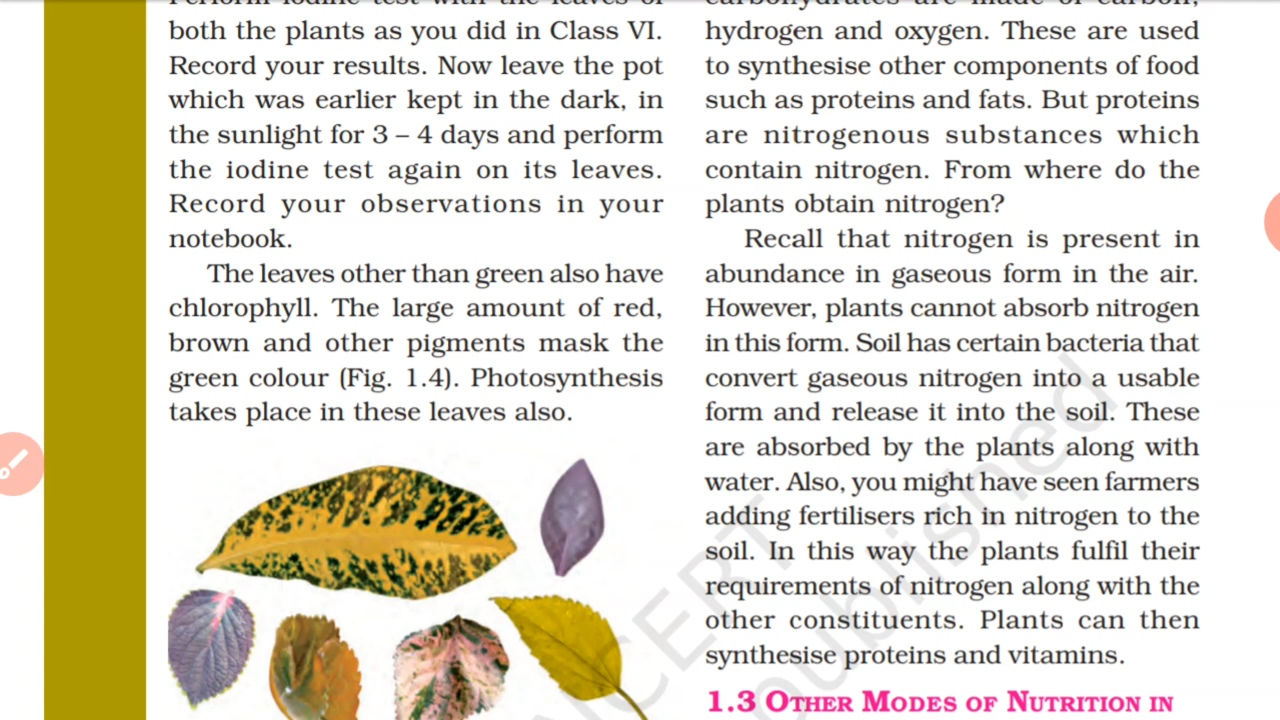 Perform iodine test with the leaves of
both the plants as you did in Class VI.
Record your results. Now leave the pot
which was earlier kept in the dark, in
the sunlight for 3 – 4 days and perform
the iodine test again on its leaves.
Record your observations in your
notebook.
The leaves other than green also have
chlorophyll. The large amount of red,
brown and other pigments mask the
green colour (Fig. 1.4). Photosynthesis
takes place in these leaves also.
carbohydrates are made of carbon,
hydrogen and oxygen. These are used
to synthesise other components of food
such as proteins and fats. But proteins
are nitrogenous substances which
contain nitrogen. From where do the
plants obtain nitrogen?
Recall that nitrogen is present in
abundance in gaseous form in the air.
However, plants cannot absorb nitrogen
in this form. Soil has certain bacteria that
convert gaseous nitrogen into a usable
form and release it into the soil. These
are absorbed by the plants along with
water. Also, you might have seen farmers
adding fertilisers rich in nitrogen to the
soil. In this way the plants fulfil their
requirements of nitrogen along with the
other constituents. Plants can then
synthesise proteins and vitamins.
1.3 OTHER MODES OF NUTRITION IN
NCERT
published